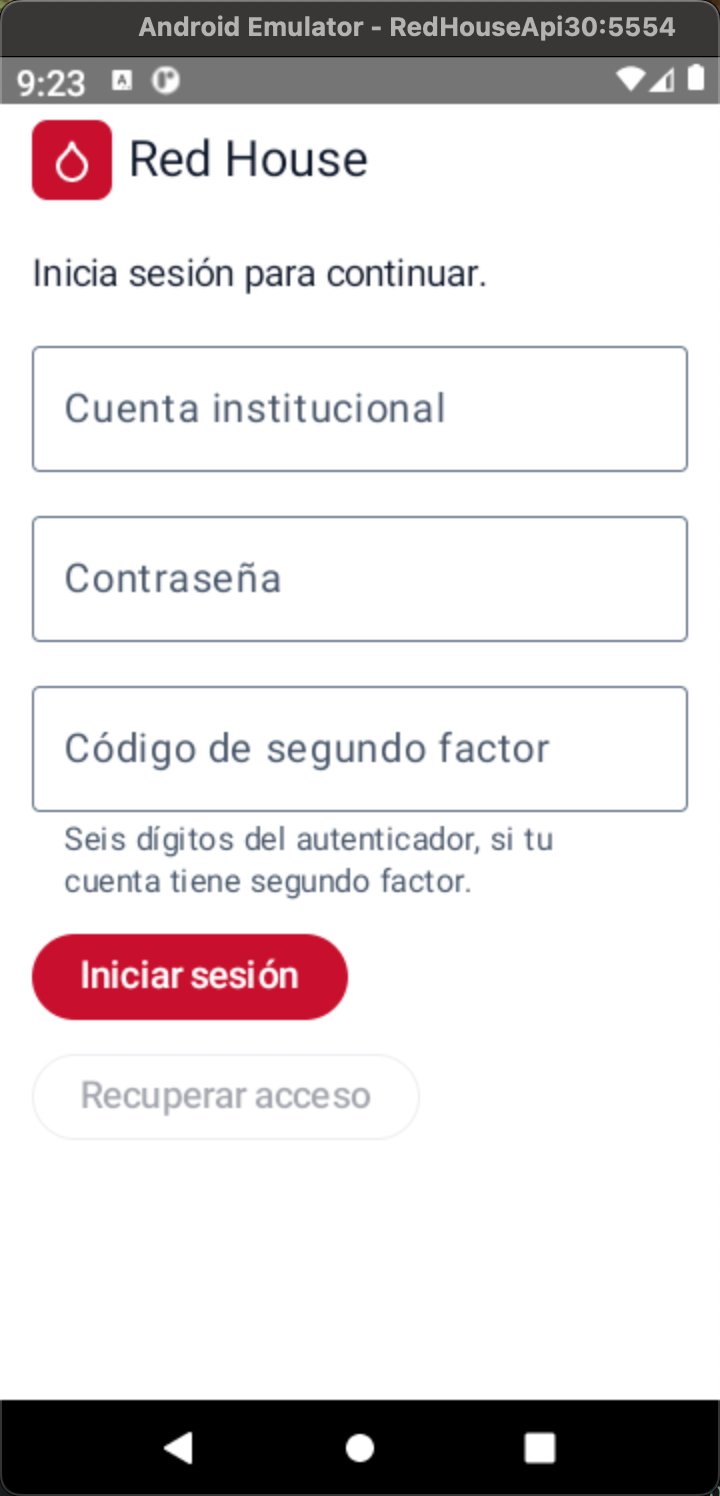 Android Emulator - RedHouseApi30:5554
9:23
Red House
Inicia sesión para continuar.
Cuenta institucional
Contraseña
Código de segundo factor
Seis dígitos del autenticador, si tu
cuenta tiene segundo factor.
Iniciar sesión
Recuperar acceso